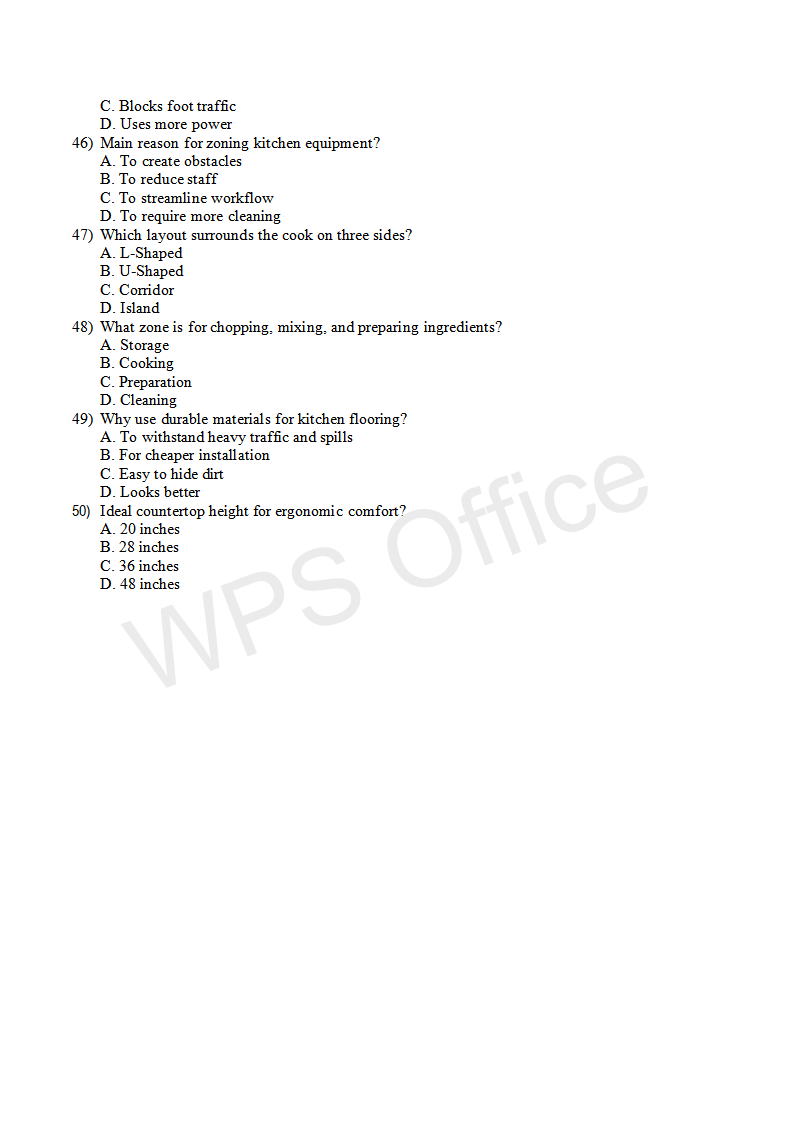 C. Blocks foot traffic
D. Uses more power
46) Main reason for zoning kitchen equipment?
A. To create obstacles
B. To reduce staff
C. To streamline workflow
D. To require more cleaning
47) Which layout surrounds the cook on three sides?
A. L-Shaped
B. U-Shaped
C. Corridor
D. Island
48) What zone is for chopping, mixing, and preparing ingredients?
A. Storage
B. Cooking
C. Preparation
D. Cleaning
49) Why use durable materials for kitchen flooring?
A. To withstand heavy traffic and spills
B. For cheaper installation
C. Easy to hide dirt
D. Looks better
50) Ideal countertop height for ergonomic comfort?
A. 20 inches
B. 28 inches
C. 36 inches
D. 48 inches
WPS Office